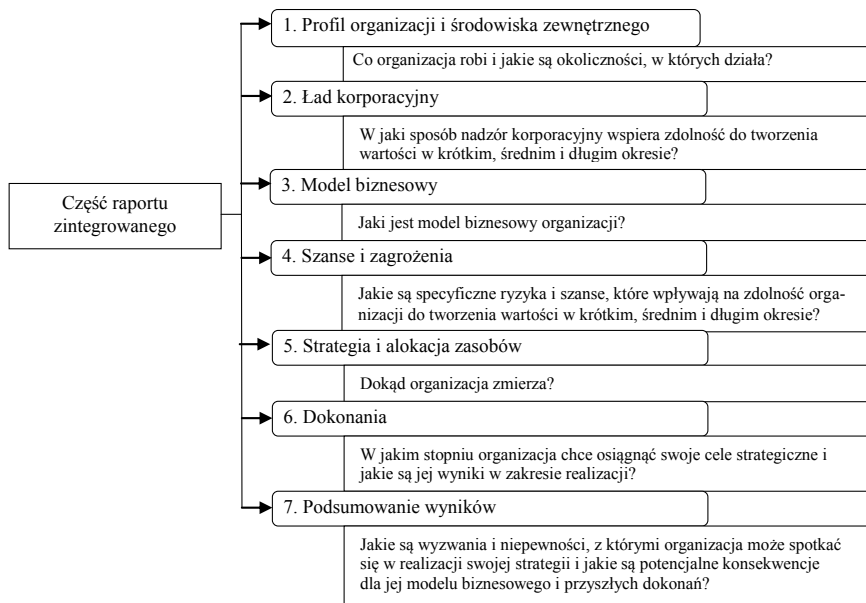 1. Profil organizacji i środowiska zewnętrznego
Co organizacja robi i jakie są okoliczności, w których działa?
2. Ład korporacyjny
W jaki sposób nadzór korporacyjny wspiera zdolność do tworzenia
wartości w krótkim, średnim i długim okresie?
Część raportu
zintegrowanego
3. Model biznesowy
Jaki jest model biznesowy organizacji?
4. Szanse i zagrożenia
Jakie są specyficzne ryzyka i szanse, które wpływają na zdolność orga-
nizacji do tworzenia wartości w krótkim, średnim i długim okresie?
5. Strategia i alokacja zasobów
Dokąd organizacja zmierza?
6. Dokonania
W jakim stopniu organizacja chce osiągnąć swoje cele strategiczne i
jakie są jej wyniki w zakresie realizacji?
7. Podsumowanie wyników
Jakie są wyzwania i niepewności, z którymi organizacja może spotkać
się w realizacji swojej strategii i jakie są potencjalne konsekwencje
dla jej modelu biznesowego i przyszłych dokonań?